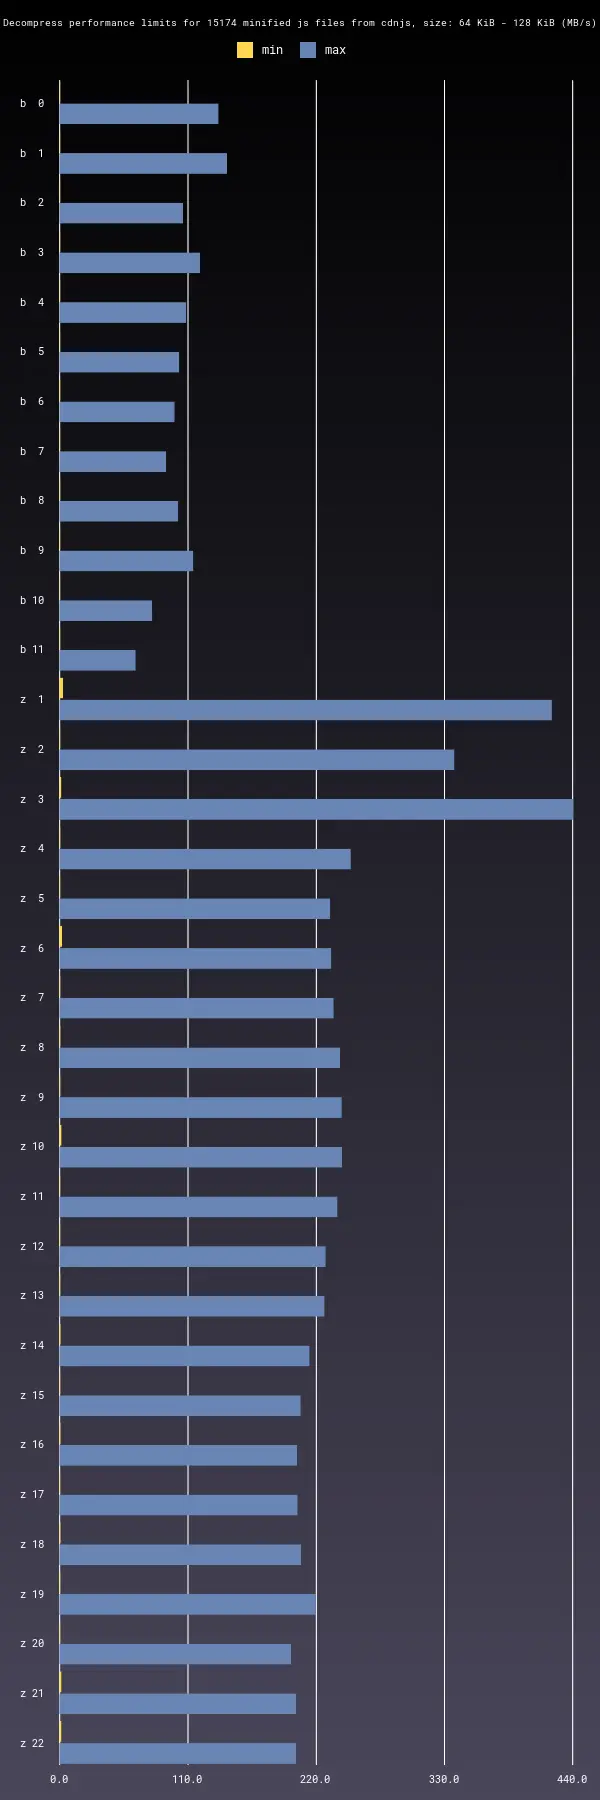 Decompress performance limits for 15174 minified js files from cdnjs, size: 64 KiB - 128 KiB (MB/s)
min max
b 0
b 1
b 2
b 3
b 4
b 5
b 6
b 7
b 8
b 9
b 10
b 11
z 1
z 2
z 3
z 4
z 5
z 6
z 7
z 8
z 9
z 10
z 11
z 12
z 13
z 14
z 15
z 16
z 17
z 18
z 19
z 20
z 21
z 22
0.0 110.0 220.0 330.0 440.0